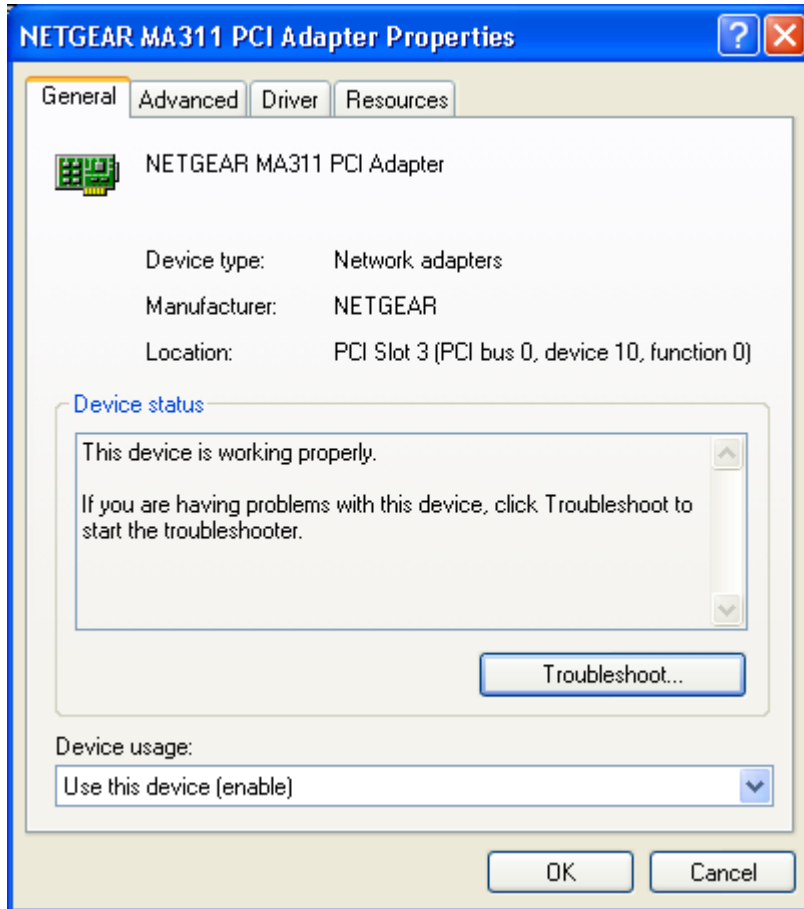 NETGEAR MA311 PCI Adapter Properties
General Advanced Driver Resources
NETGEAR MA311 PCI Adapter
Device type: Network adapters
Manufacturer: NETGEAR
Location: PCI Slot 3 (PCI bus 0, device 10, function 0)
Device status
This device is working properly.
If you are having problems with this device, click Troubleshoot to
start the troubleshooter.
Troubleshoot...
Device usage:
Use this device (enable)
OK Cancel